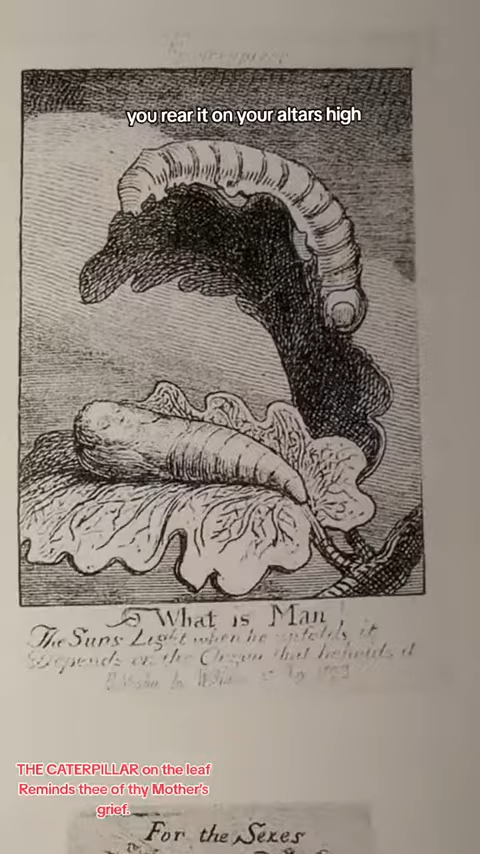 Frontispiece
you rear it on your altars high
What is Man!
The Suns Light when he unfolds it
Depends on the Organ that beholds it
THE CATERPILLAR on the leaf
Reminds thee of thy Mother's
grief.
For the Sexes